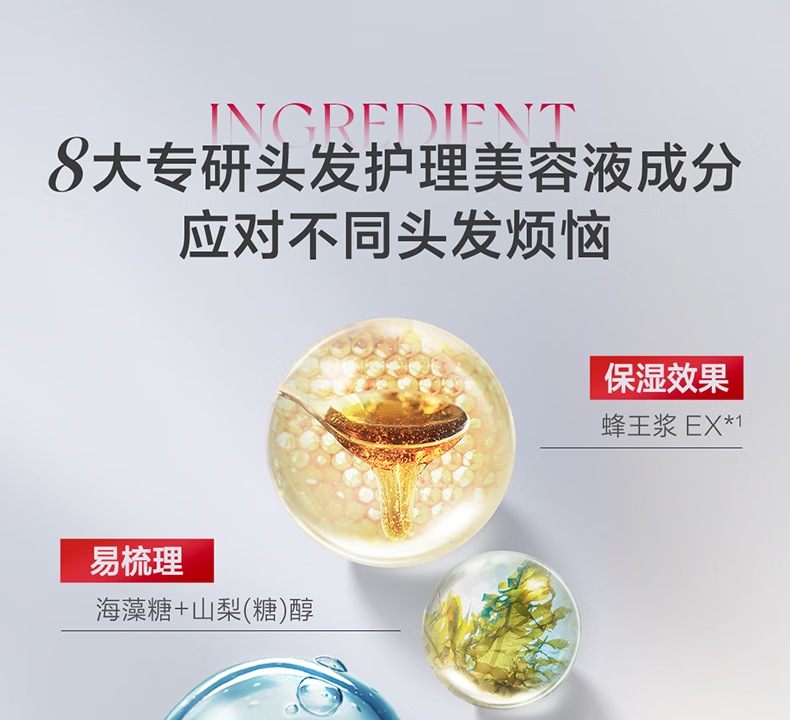 INGREDIENT
8大专研头发护理美容液成分
应对不同头发烦恼
保湿效果
蜂王浆 EX*1
易梳理
海藻糖+山梨(糖)醇